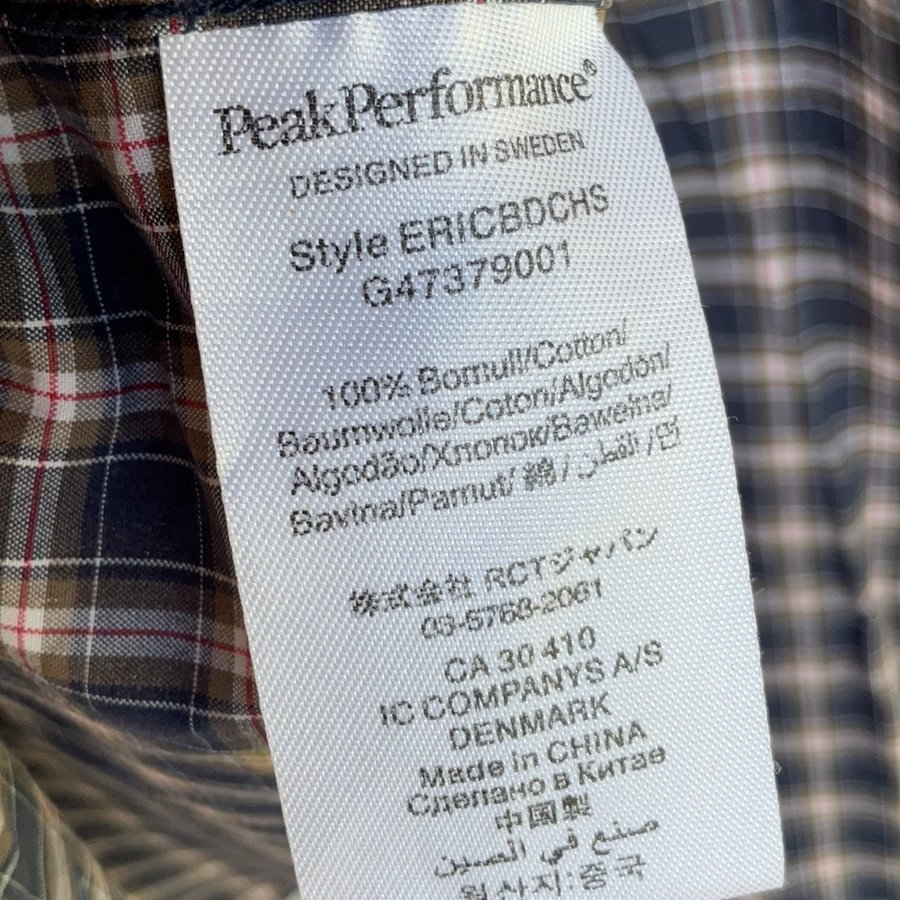 PeakPerformance®
DESIGNED IN SWEDEN
Style ERICBDCHS
G47379001
100% Bomull/Cotton/
Baumwolle/Coton/Algodón/
Algodão/Хлопок/Bawełna/
Bavlna/Pamut/ 綿 / القطن / 면
株式会社 RCTジャパン
03-5768-2061
CA 30 410
IC COMPANYS A/S
DENMARK
Made in CHINA
Сделано в Китае
中国製
صنع في الصين
원산지:중국